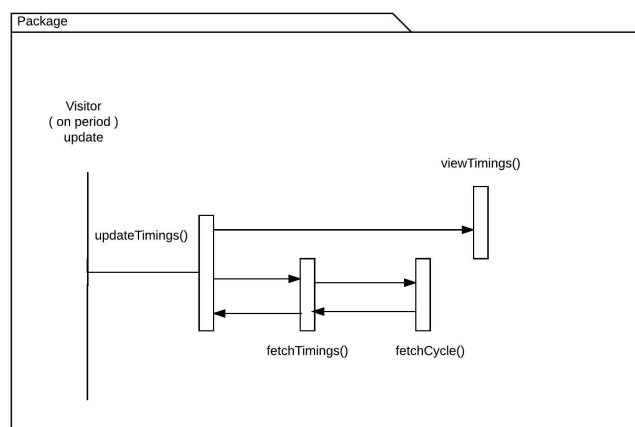 Package
Visitor
( on period )
update
viewTimings()
updateTimings()
fetchTimings()
fetchCycle()